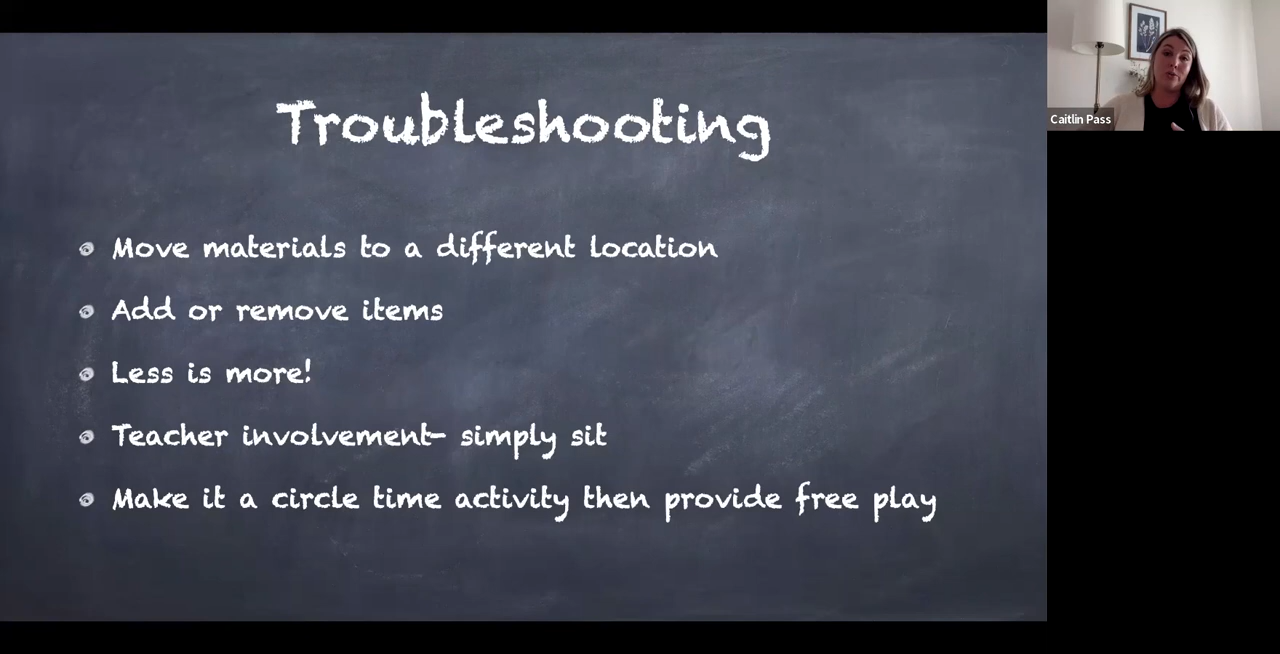 Troubleshooting
Move materials to a different location
Add or remove items
Less is more!
Teacher involvement- simply sit
Make it a circle time activity then provide free play
Caitlin Pass